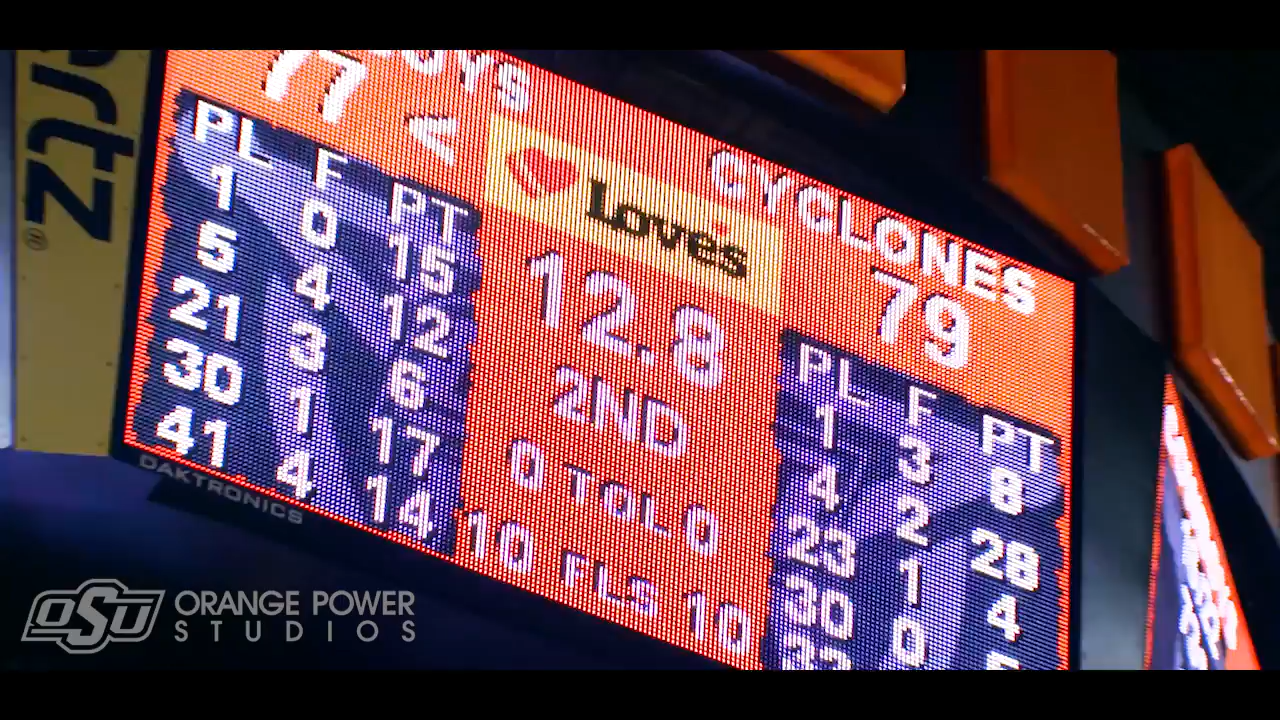 77
<
PL F PT
1 0 15
5 4 12
21 3 6
30 1 17
41 4 14
DAKTRONICS
Loves
12.8
2ND
0 TOL 0
10 FLS 10
CYCLONES
79
PL F PT
1 3 8
4 2 28
23 1 4
30 0
OSU ORANGE POWER
STUDIOS